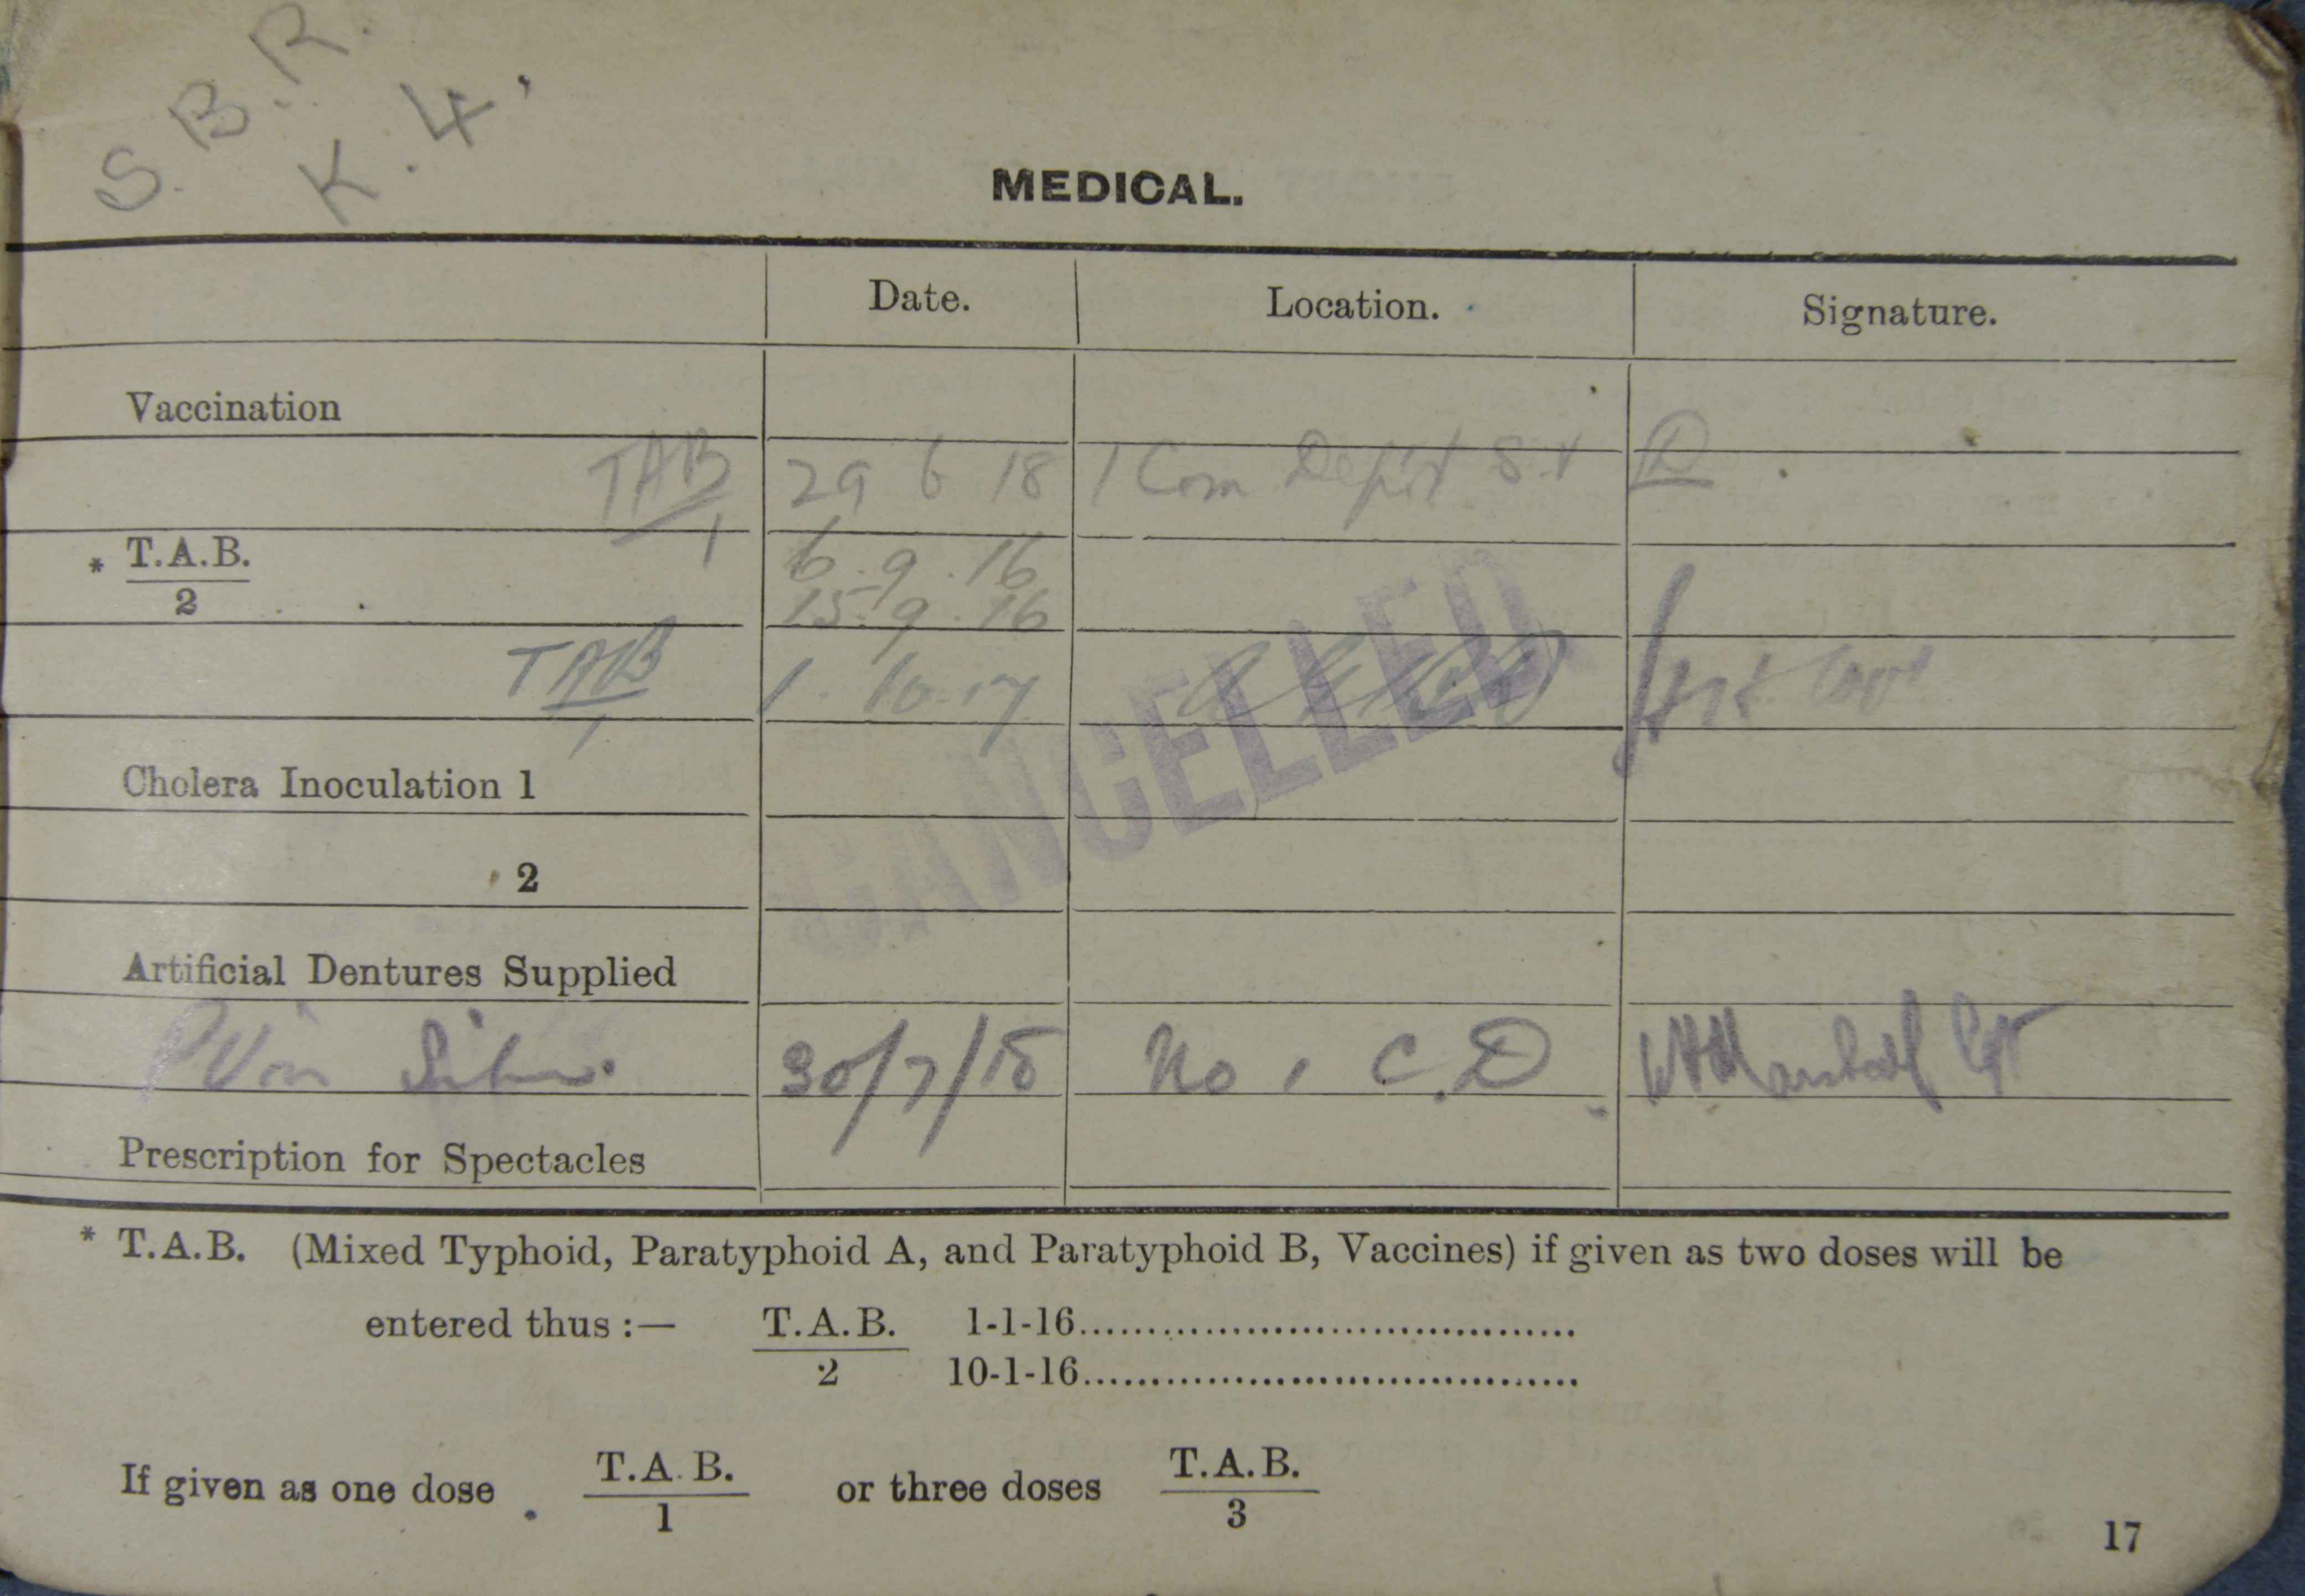 S. B. R.
K. 4.
MEDICAL.
Date. Location. Signature.
Vaccination
TAB 1 29 6 18 1 Com Depot
* T.A.B. 2 6.9.16
15.9.16
TAB 1 1.10.17
CANCELLED
Cholera Inoculation 1
2
Artificial Dentures Supplied
30/7/18 No 1 C.D. Marshall Cpt
Prescription for Spectacles
* T.A.B. (Mixed Typhoid, Paratyphoid A, and Paratyphoid B, Vaccines) if given as two doses will be
entered thus :— T.A.B. 2 1-1-16......................................
10-1-16......................................
If given as one dose T.A.B. 1 or three doses T.A.B. 3
17